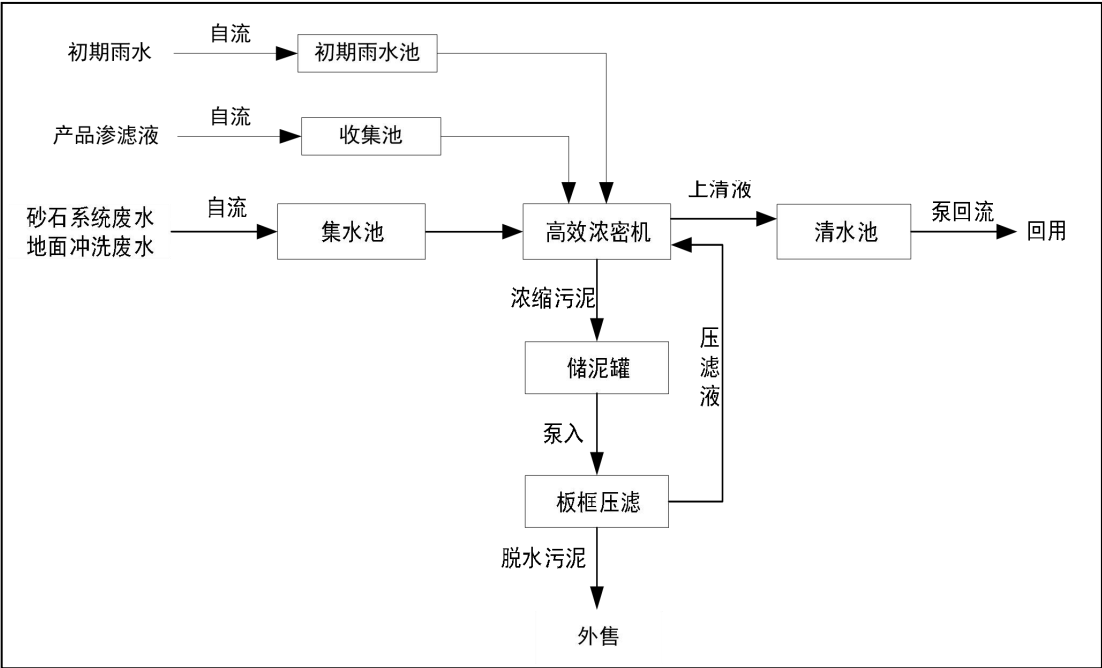 初期雨水
自流
初期雨水池
产品渗滤液
自流
收集池
砂石系统废水
地面冲洗废水
自流
集水池
高效浓密机
上清液
清水池
泵回流
回用
浓缩污泥
储泥罐
压滤液
泵入
板框压滤
脱水污泥
外售